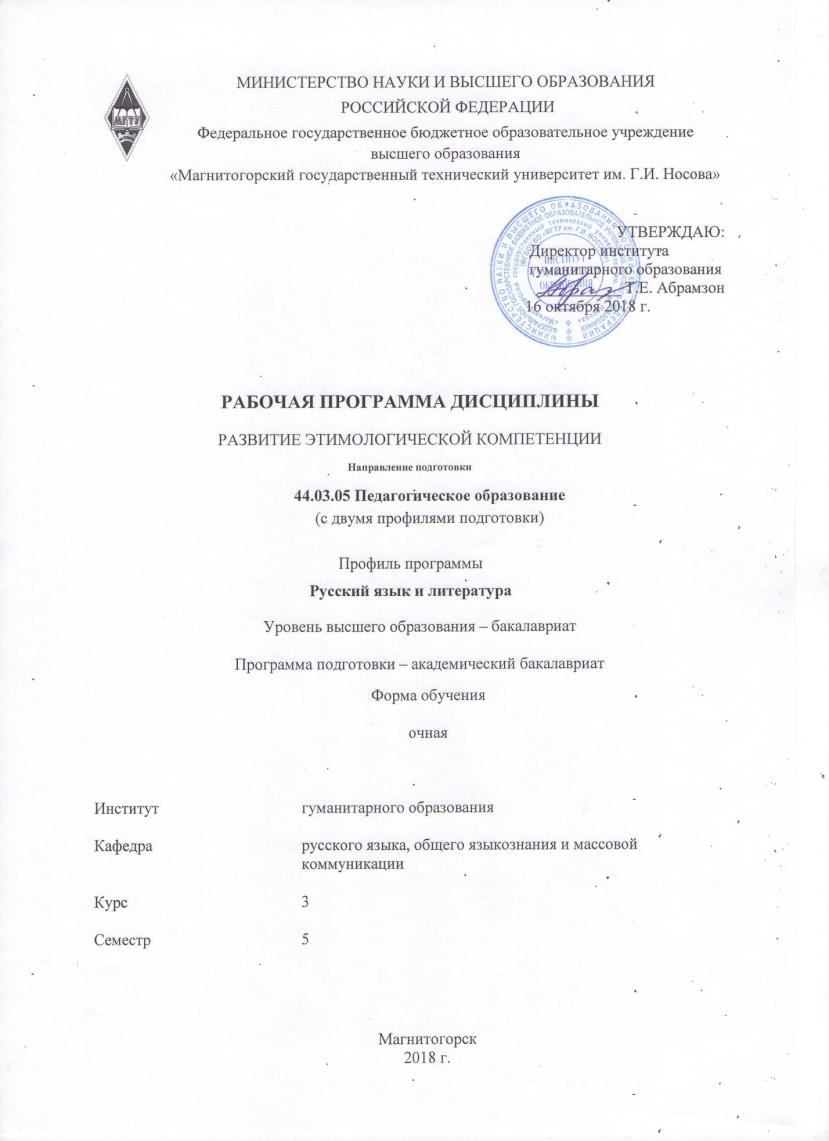 МИНИСТЕРСТВО НАУКИ И ВЫСШЕГО ОБРАЗОВАНИЯ
РОССИЙСКОЙ ФЕДЕРАЦИИ
Федеральное государственное бюджетное образовательное учреждение
высшего образования
«Магнитогорский государственный технический университет им. Г.И. Носова»
МГТУ
УТВЕРЖДАЮ:
Директор института
гуманитарного образования
Т.Е. Абрамзон
16 октября 2018 г.
РАБОЧАЯ ПРОГРАММА ДИСЦИПЛИНЫ
РАЗВИТИЕ ЭТИМОЛОГИЧЕСКОЙ КОМПЕТЕНЦИИ
Направление подготовки
44.03.05 Педагогическое образование
(с двумя профилями подготовки)
Профиль программы
Русский язык и литература
Уровень высшего образования – бакалавриат
Программа подготовки – академический бакалавриат
Форма обучения
очная
Институт гуманитарного образования
Кафедра русского языка, общего языкознания и массовой
коммуникации
Курс 3
Семестр 5
Магнитогорск
2018 г.